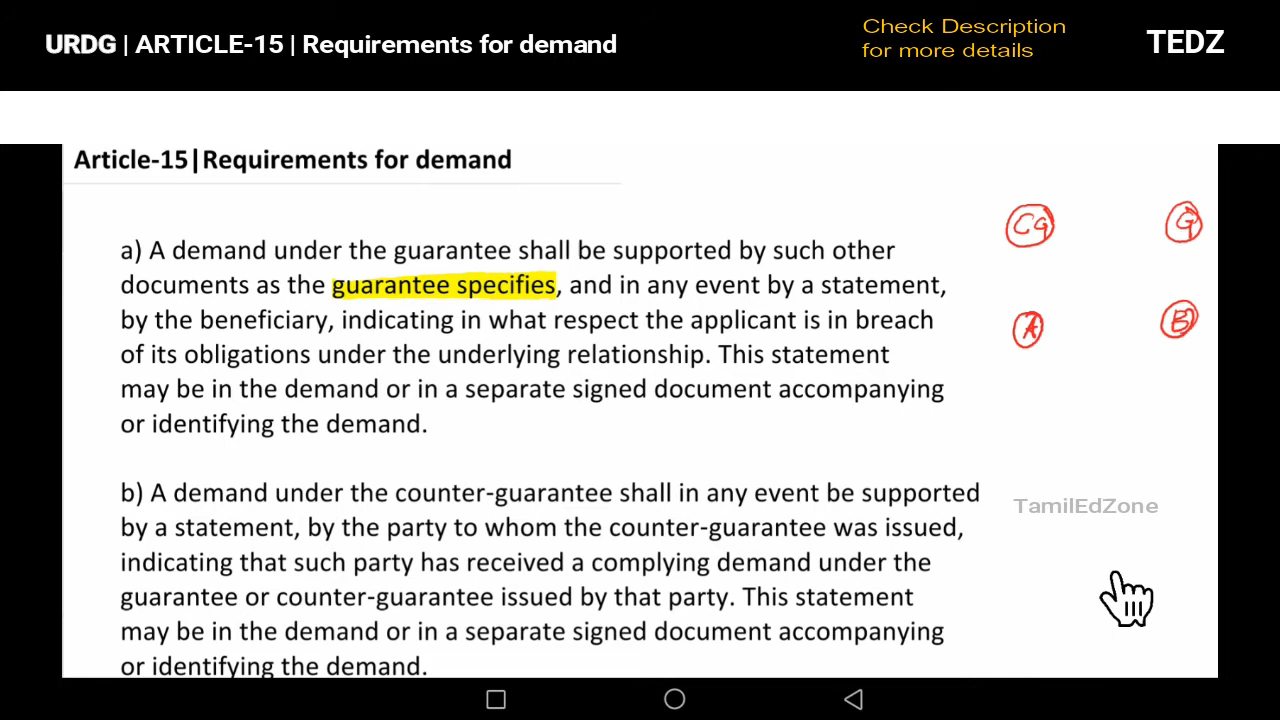 URDG | ARTICLE-15 | Requirements for demand
Check Description
for more details
TEDZ
Article-15|Requirements for demand
CG
G
A
B
a) A demand under the guarantee shall be supported by such other
documents as the guarantee specifies, and in any event by a statement,
by the beneficiary, indicating in what respect the applicant is in breach
of its obligations under the underlying relationship. This statement
may be in the demand or in a separate signed document accompanying
or identifying the demand.
b) A demand under the counter-guarantee shall in any event be supported
by a statement, by the party to whom the counter-guarantee was issued,
indicating that such party has received a complying demand under the
guarantee or counter-guarantee issued by that party. This statement
may be in the demand or in a separate signed document accompanying
or identifying the demand.
TamilEdZone